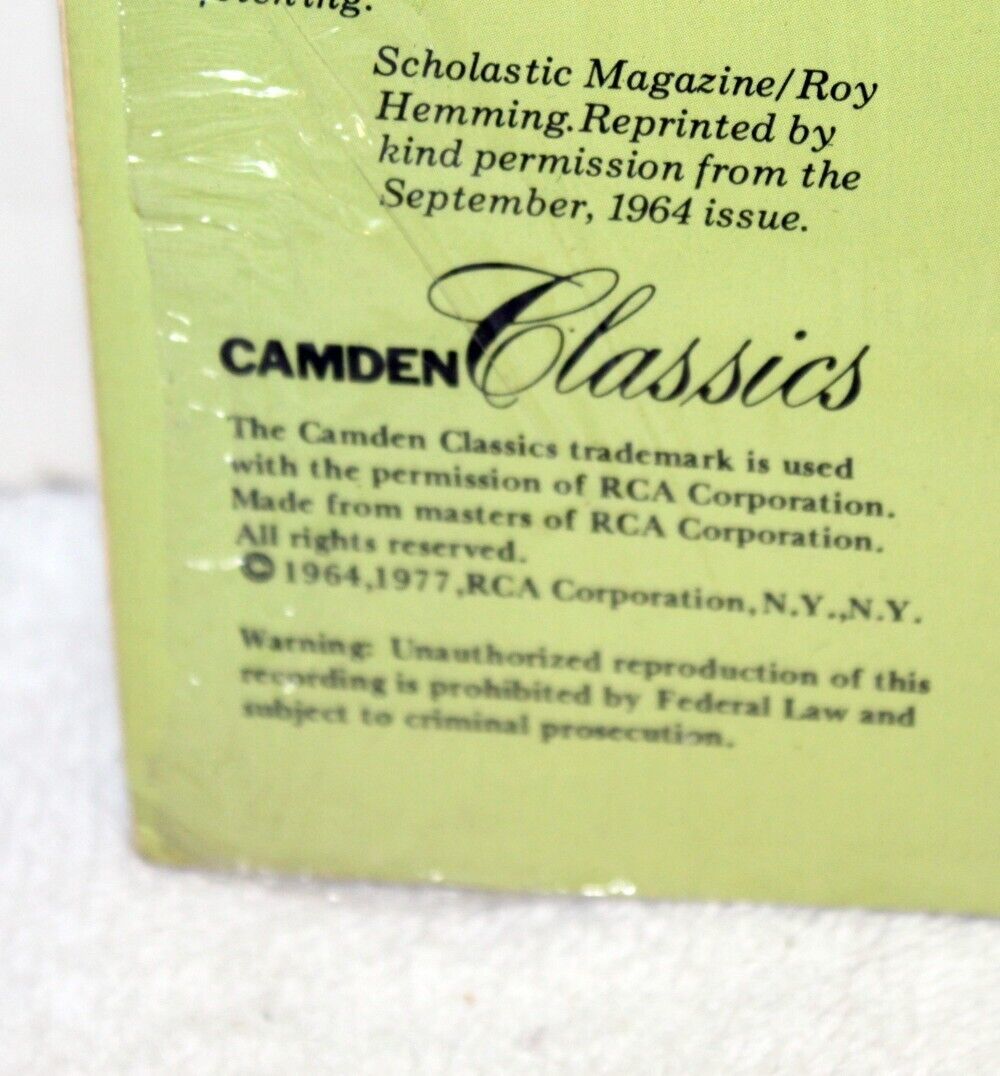 Scholastic Magazine/Roy
Hemming. Reprinted by
kind permission from the
September, 1964 issue.
CAMDEN Classics
The Camden Classics trademark is used
with the permission of RCA Corporation.
Made from masters of RCA Corporation.
All rights reserved.
© 1964,1977, RCA Corporation, N.Y., N.Y.
Warning: Unauthorized reproduction of this
recording is prohibited by Federal Law and
subject to criminal prosecution.